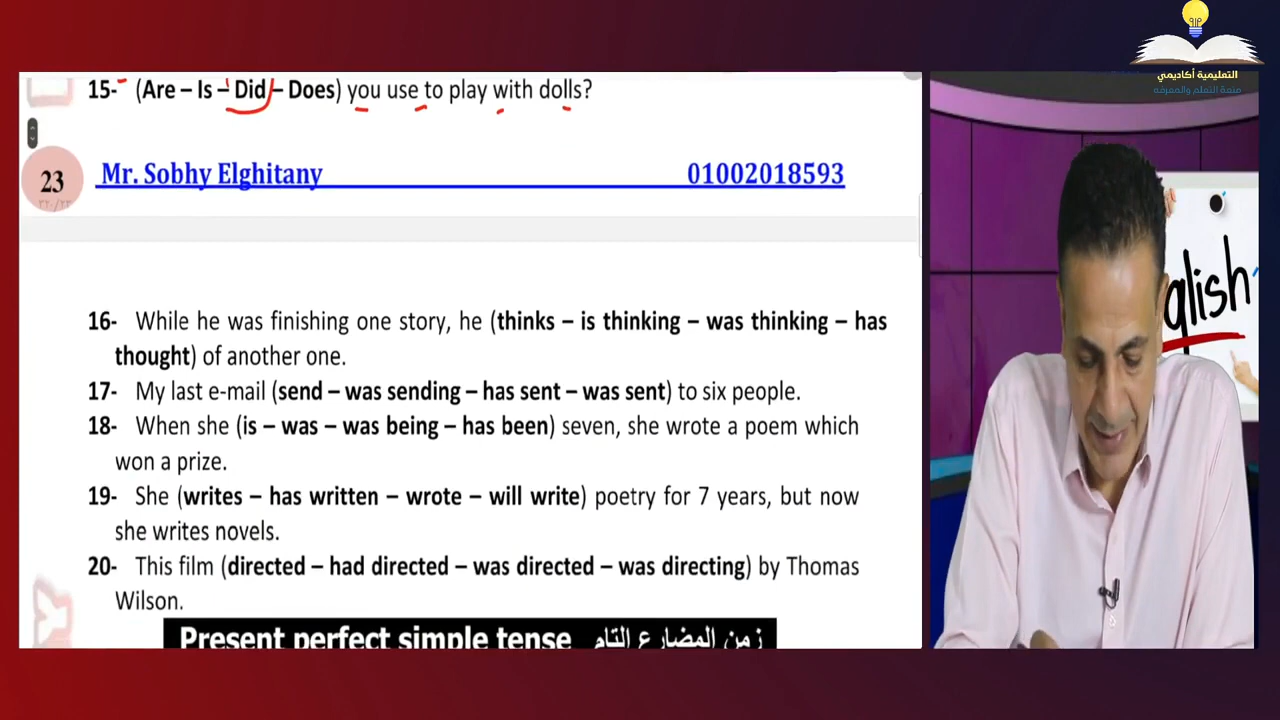 التعليمية أكاديمي
منصة التعلم والمعرفه
15- (Are – Is – Did – Does) you use to play with dolls?
23
٣٢٠/٢٣
Mr. Sobhy Elghitany 01002018593
glish
16- While he was finishing one story, he (thinks – is thinking – was thinking – has
thought) of another one.
17- My last e-mail (send – was sending – has sent – was sent) to six people.
18- When she (is – was – was being – has been) seven, she wrote a poem which
won a prize.
19- She (writes – has written – wrote – will write) poetry for 7 years, but now
she writes novels.
20- This film (directed – had directed – was directed – was directing) by Thomas
Wilson.
Present perfect simple tense زمن المضارع التام